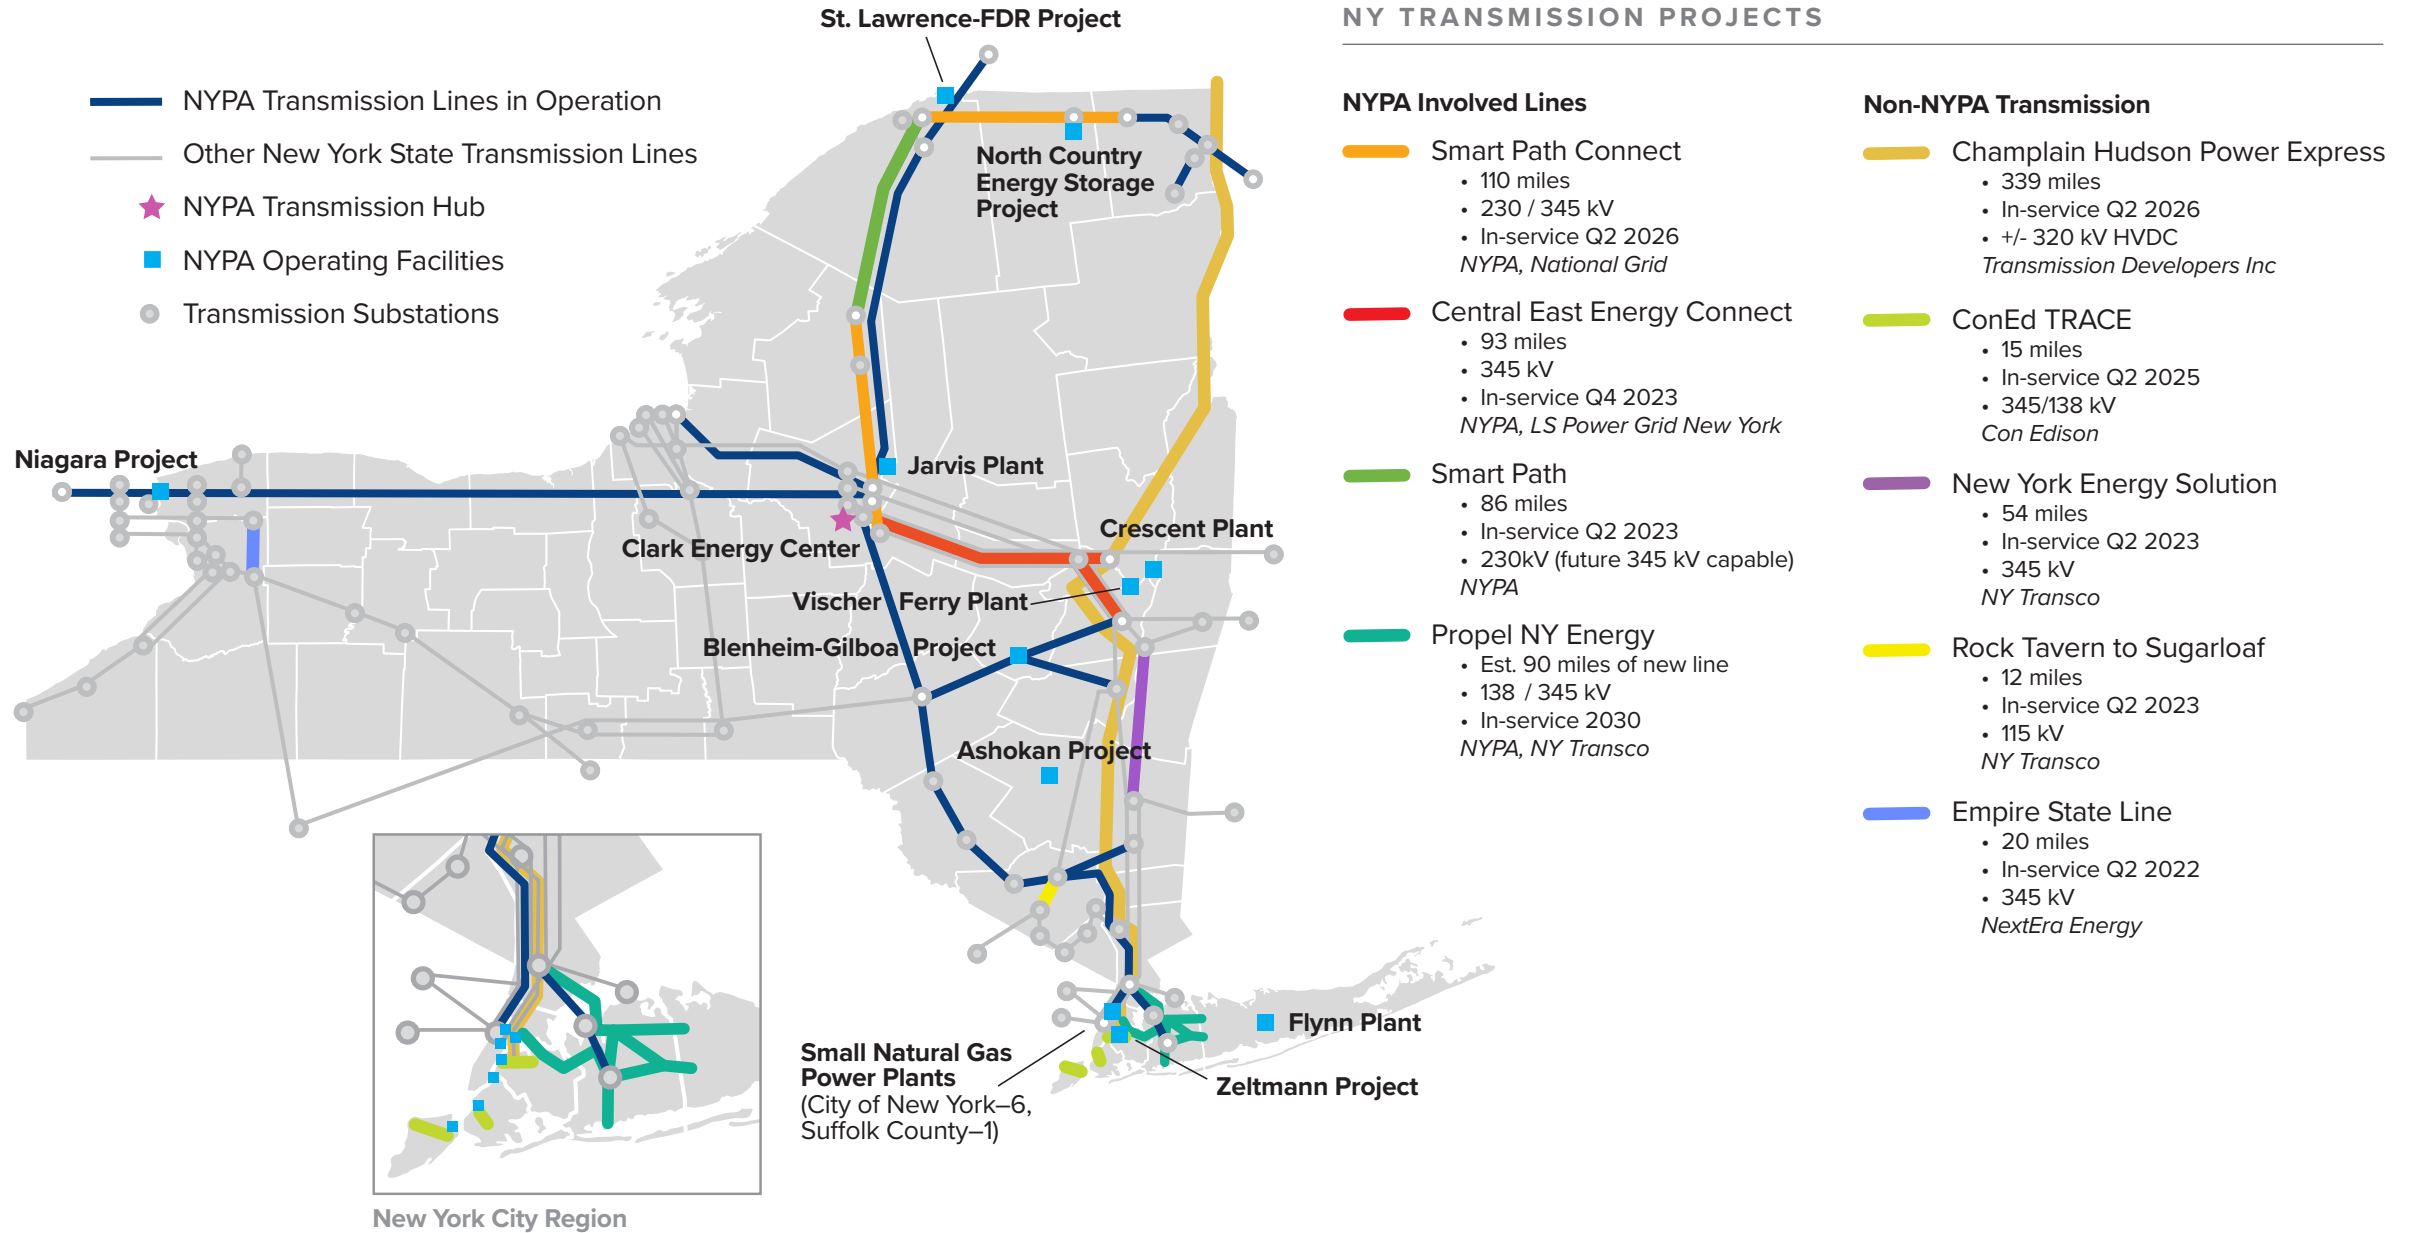 St. Lawrence-FDR Project
NYPA Transmission Lines in Operation
Other New York State Transmission Lines
NYPA Transmission Hub
NYPA Operating Facilities
Transmission Substations
North Country
Energy Storage
Project
Niagara Project
Jarvis Plant
Crescent Plant
Clark Energy Center
Vischer Ferry Plant
Blenheim-Gilboa Project
Ashokan Project
Flynn Plant
Small Natural Gas
Power Plants
(City of New York–6,
Suffolk County–1)
Zeltmann Project
New York City Region
NY TRANSMISSION PROJECTS
NYPA Involved Lines
Smart Path Connect
• 110 miles
• 230 / 345 kV
• In-service Q2 2026
NYPA, National Grid
Central East Energy Connect
• 93 miles
• 345 kV
• In-service Q4 2023
NYPA, LS Power Grid New York
Smart Path
• 86 miles
• In-service Q2 2023
• 230kV (future 345 kV capable)
NYPA
Propel NY Energy
• Est. 90 miles of new line
• 138 / 345 kV
• In-service 2030
NYPA, NY Transco
Non-NYPA Transmission
Champlain Hudson Power Express
• 339 miles
• In-service Q2 2026
• +/- 320 kV HVDC
Transmission Developers Inc
ConEd TRACE
• 15 miles
• In-service Q2 2025
• 345/138 kV
Con Edison
New York Energy Solution
• 54 miles
• In-service Q2 2023
• 345 kV
NY Transco
Rock Tavern to Sugarloaf
• 12 miles
• In-service Q2 2023
• 115 kV
NY Transco
Empire State Line
• 20 miles
• In-service Q2 2022
• 345 kV
NextEra Energy